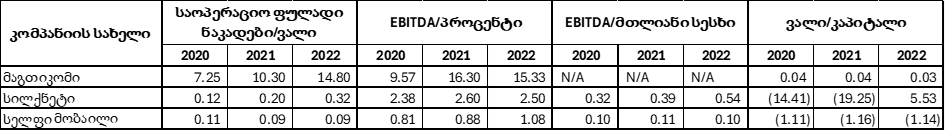 კომპანიის სახელი საოპერაციო ფულადი ნაკადები/ვალი EBITDA/პროცენტი EBITDA/მთლიანი სესხი ვალი/კაპიტალი
2020 2021 2022 2020 2021 2022 2020 2021 2022 2020 2021 2022
მაგთიკომი 7.25 10.30 14.80 9.57 16.30 15.33 N/A N/A N/A 0.04 0.04 0.03
სილქნეტი 0.12 0.20 0.32 2.38 2.60 2.50 0.32 0.39 0.54 (14.41) (19.25) 5.53
სელფი მობაილი 0.11 0.09 0.09 0.81 0.88 1.08 0.10 0.11 0.10 (1.11) (1.16) (1.14)